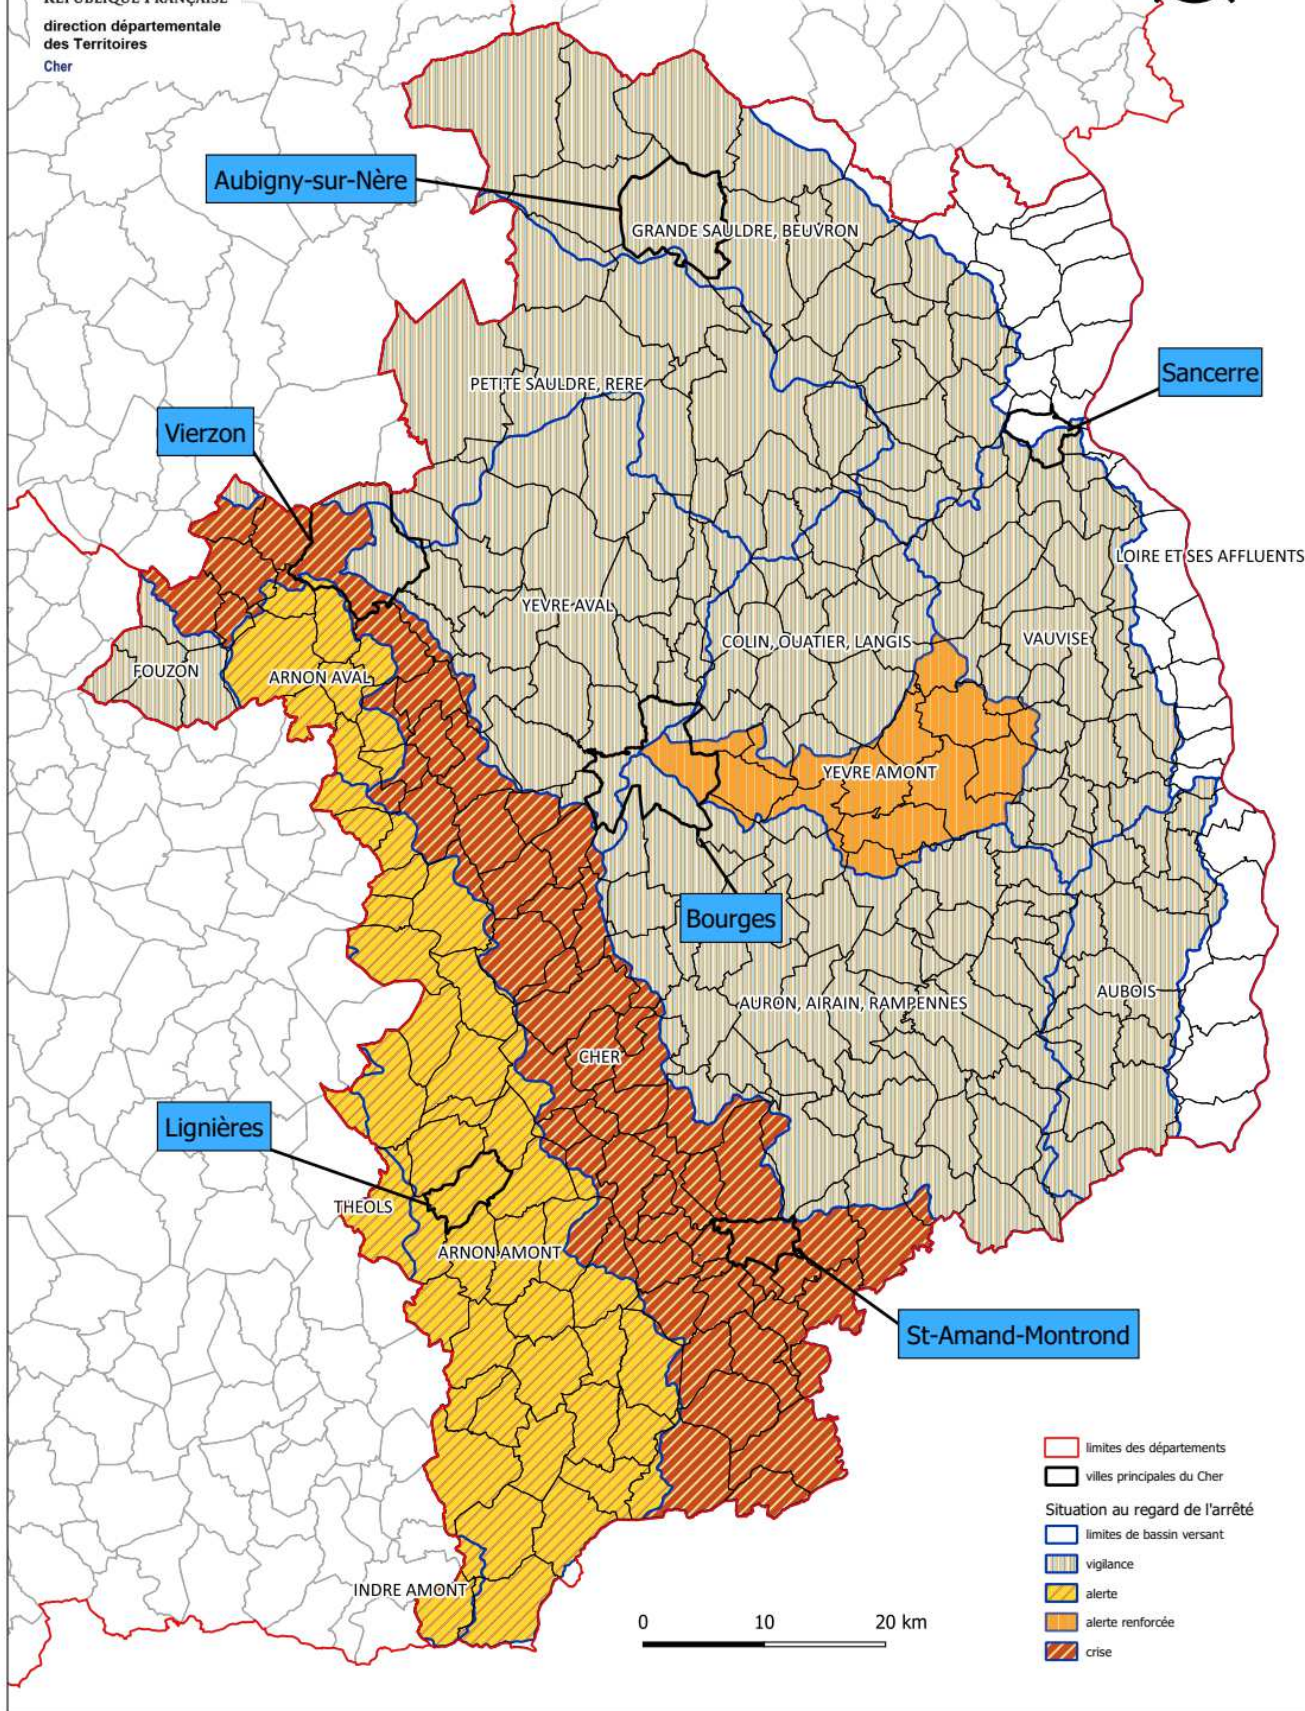 RÉPUBLIQUE FRANÇAISE
direction départementale
des Territoires
Cher
Aubigny-sur-Nère
GRANDE SAULDRE, BEUVRON
Sancerre
PETITE SAULDRE, RERE
Vierzon
LOIRE ET SES AFFLUENTS
YEVRE AVAL
COLIN, OUATIER, LANGIS
VAUVISE
FOUZON
ARNON AVAL
YEVRE AMONT
Bourges
AUBOIS
AURON, AIRAIN, RAMPENNES
CHER
Lignières
THEOLS
ARNON AMONT
St-Amand-Montrond
limites des départements
villes principales du Cher
Situation au regard de l'arrêté
limites de bassin versant
vigilance
alerte
alerte renforcée
crise
INDRE AMONT
0 10 20 km